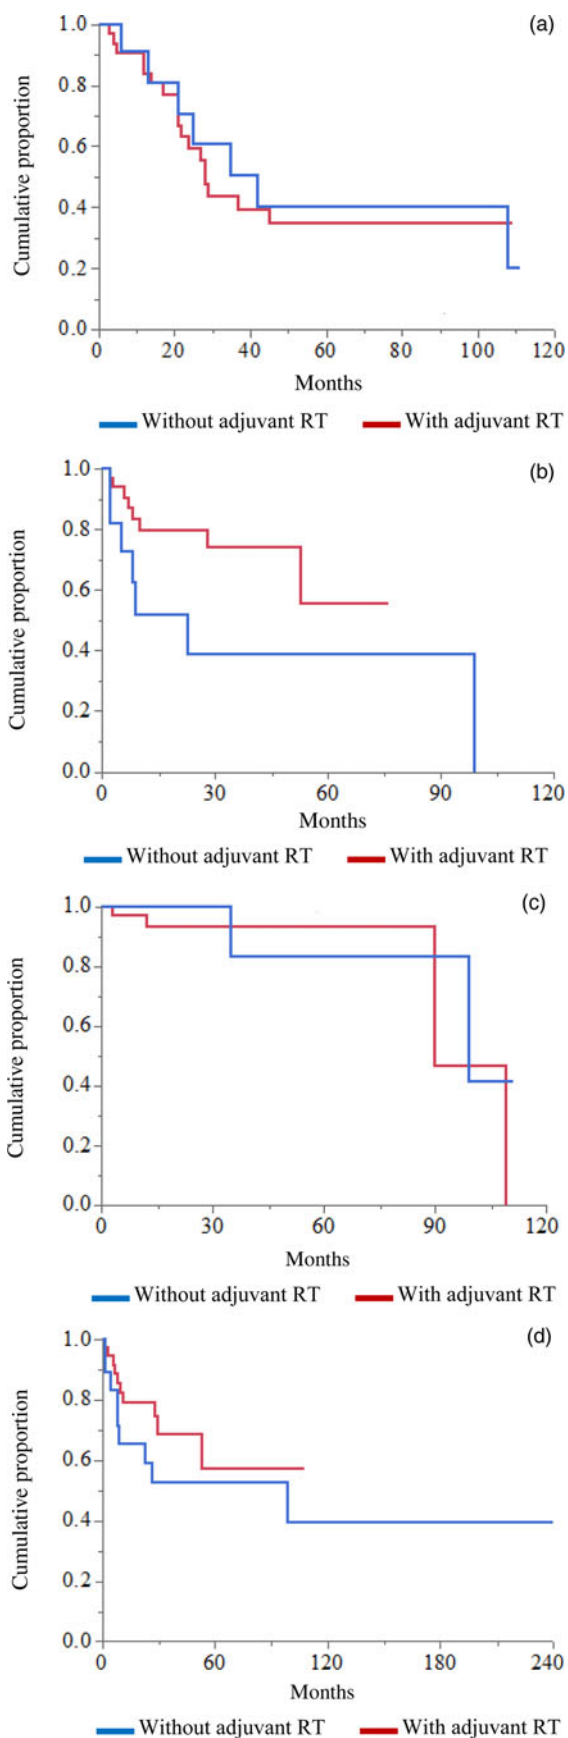 (a)
1.0
0.8
0.6
0.4
0.2
0.0
Cumulative proportion
0 20 40 60 80 100 120
Months
Without adjuvant RT With adjuvant RT
(b)
1.0
0.8
0.6
0.4
0.2
0.0
Cumulative proportion
0 30 60 90 120
Months
Without adjuvant RT With adjuvant RT
(c)
1.0
0.8
0.6
0.4
0.2
0.0
Cumulative proportion
0 30 60 90 120
Months
Without adjuvant RT With adjuvant RT
(d)
1.0
0.8
0.6
0.4
0.2
0.0
Cumulative proportion
0 60 120 180 240
Months
Without adjuvant RT With adjuvant RT